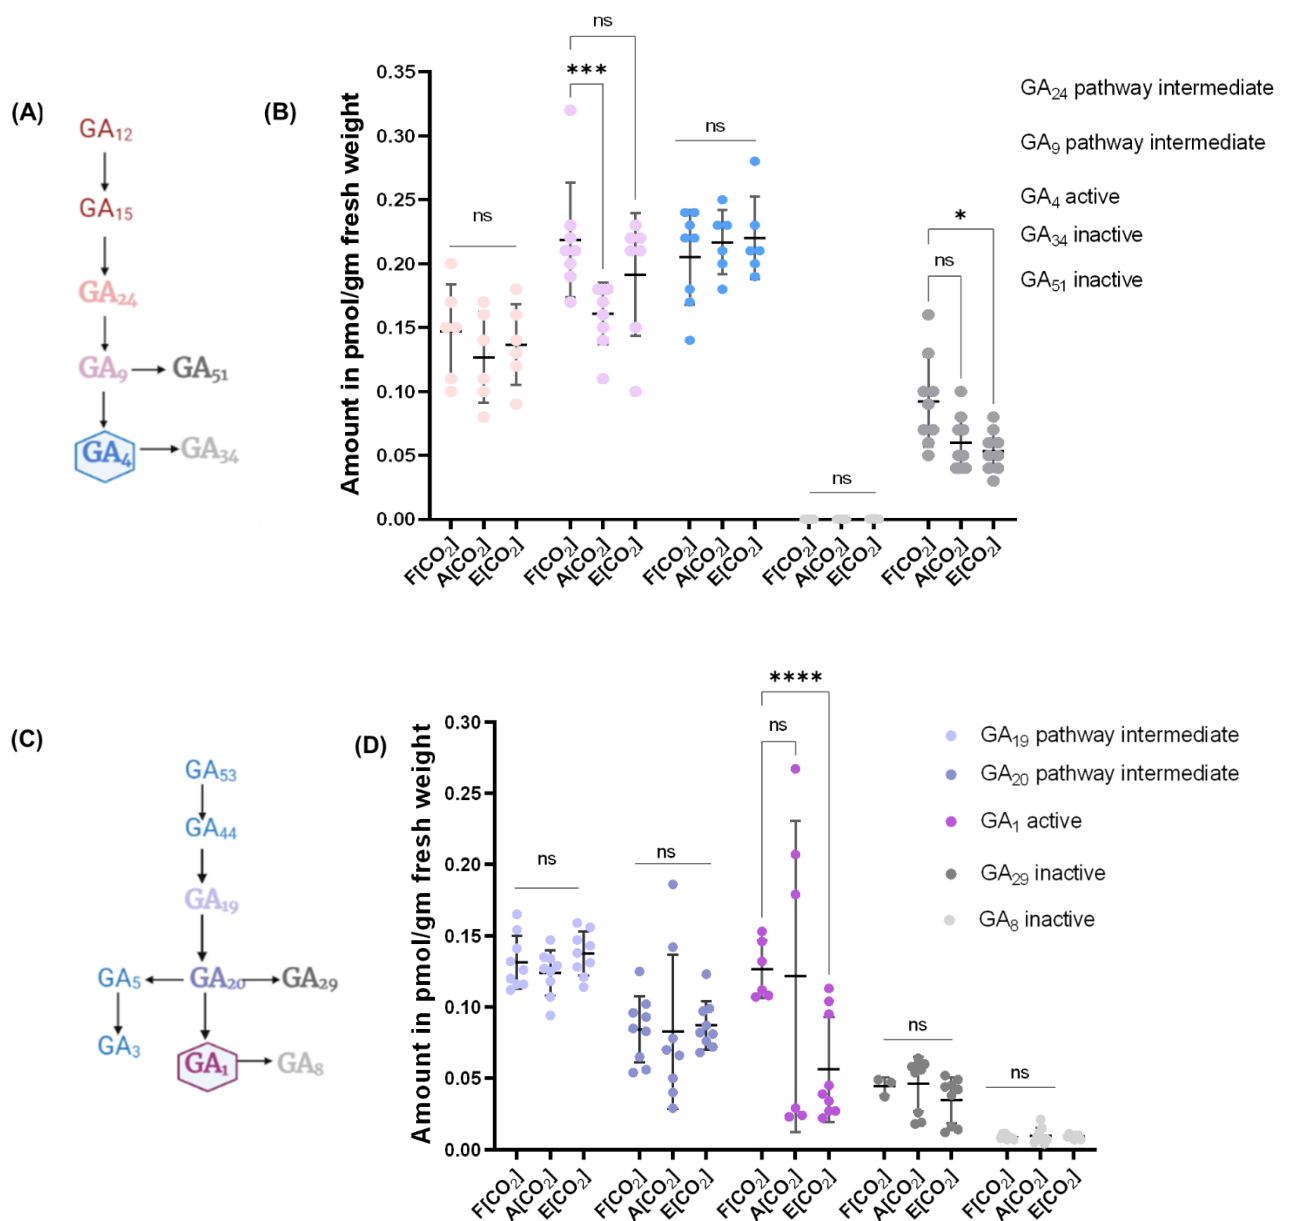 (A)
GA12
GA15
GA24
GA9
GA51
GA4
GA34
(B)
Amount in pmol/gm fresh weight
0.35
0.30
0.25
0.20
0.15
0.10
0.05
0.00
ns
ns
***
ns
ns
*
ns
F[CO2]
A[CO2]
E[CO2]
F[CO2]
A[CO2]
E[CO2]
F[CO2]
A[CO2]
E[CO2]
F[CO2]
A[CO2]
E[CO2]
F[CO2]
A[CO2]
E[CO2]
GA24 pathway intermediate
GA9 pathway intermediate
GA4 active
GA34 inactive
GA51 inactive
(C)
GA53
GA44
GA19
GA5
GA20
GA29
GA3
GA1
GA8
(D)
Amount in pmol/gm fresh weight
0.30
0.25
0.20
0.15
0.10
0.05
0.00
ns
ns
****
ns
ns
ns
F[CO2]
A[CO2]
E[CO2]
F[CO2]
A[CO2]
E[CO2]
F[CO2]
A[CO2]
E[CO2]
F[CO2]
A[CO2]
E[CO2]
F[CO2]
A[CO2]
E[CO2]
GA19 pathway intermediate
GA20 pathway intermediate
GA1 active
GA29 inactive
GA8 inactive